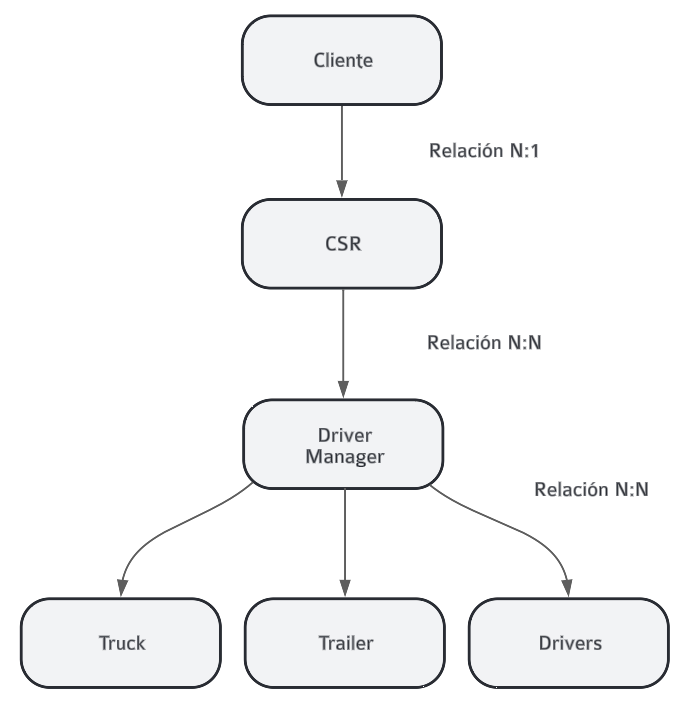 Cliente
Relación N:1
CSR
Relación N:N
Driver
Manager
Relación N:N
Truck
Trailer
Drivers